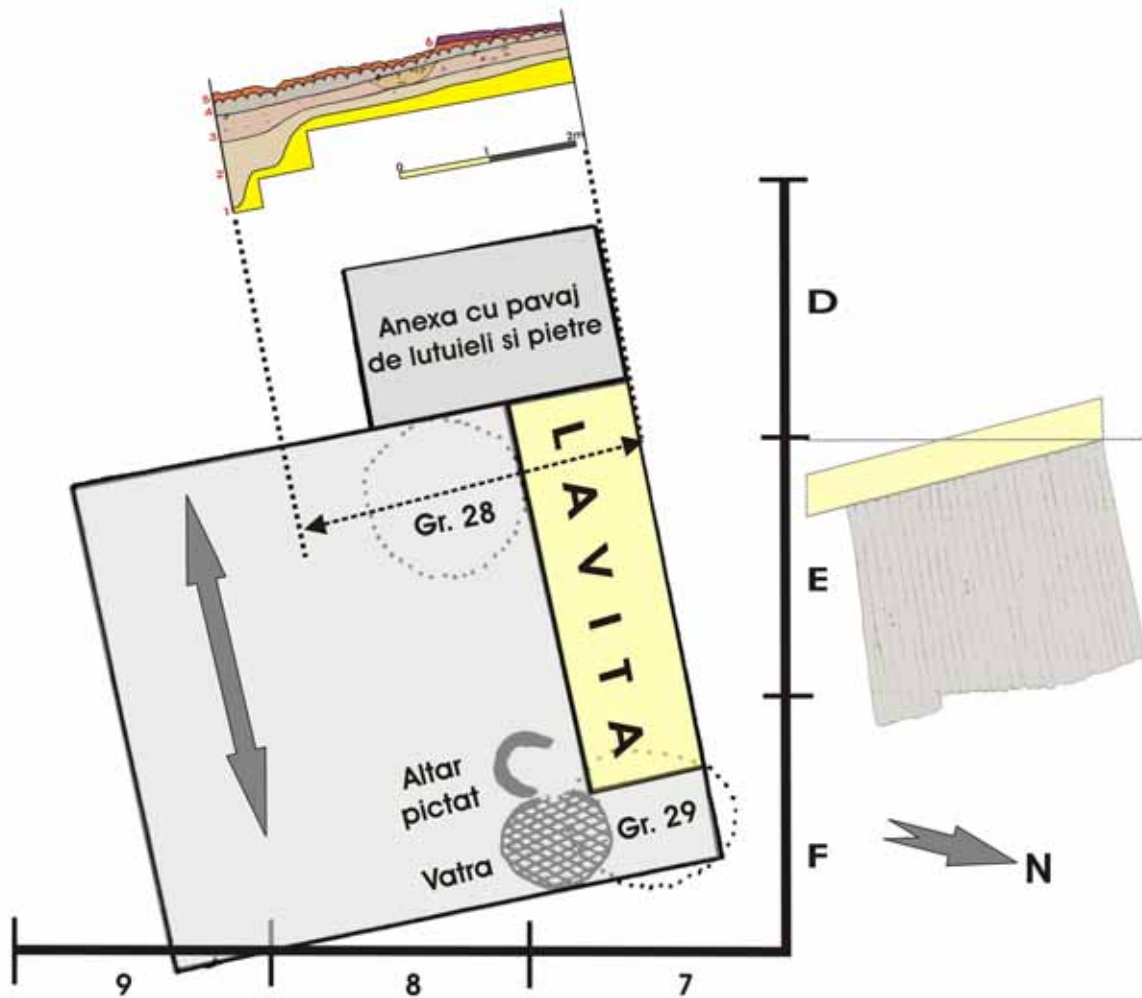 6
5
4
3
2
1
0 1 2m
Anexa cu pavaj
de lutuieli si pietre
D
LAVITA
Gr. 28
E
Altar
pictat
Gr. 29
Vatra
F
N
9 8 7